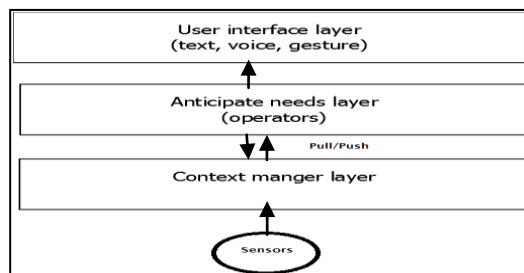 User interface layer
(text, voice, gesture)
Anticipate needs layer
(operators)
Pull/Push
Context manger layer
Sensors